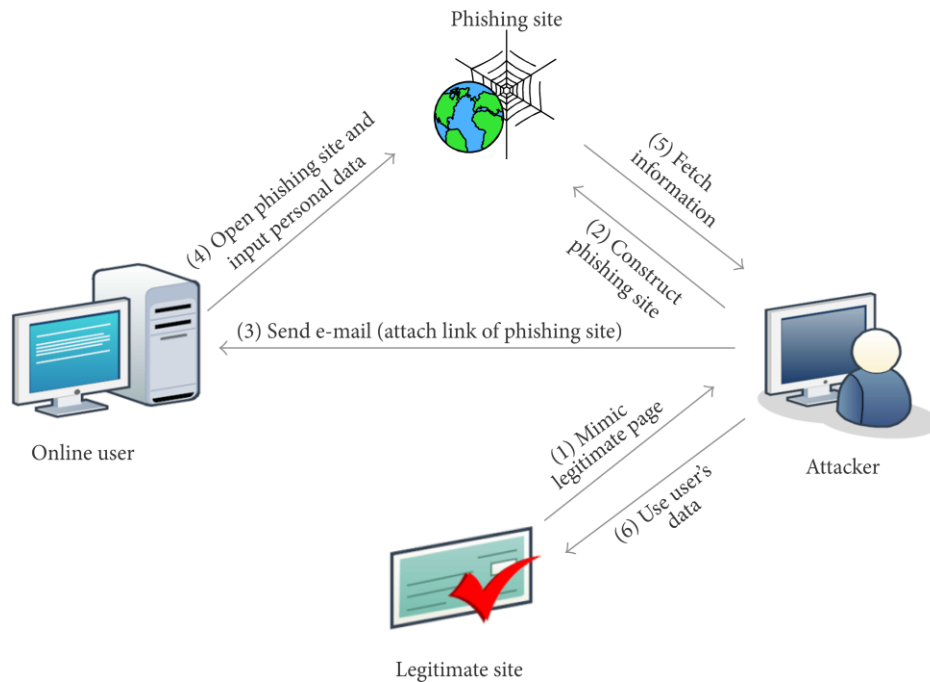 Phishing site
(4) Open phishing site and
input personal data
(5) Fetch
information
(2) Construct
phishing site
(3) Send e-mail (attach link of phishing site)
Online user
(1) Mimic
legitimate page
Attacker
(6) Use user's
data
Legitimate site